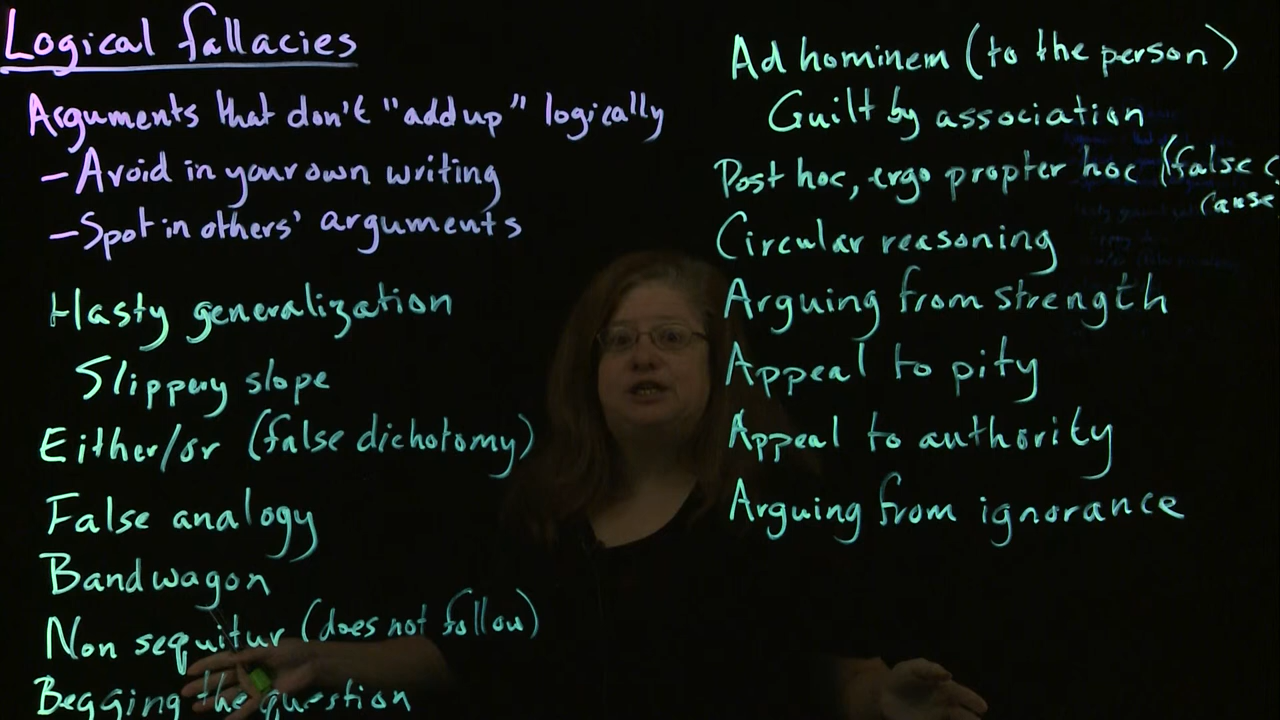 Logical fallacies
Arguments that don't "add up" logically
- Avoid in your own writing
- Spot in others' arguments
Hasty generalization
Slippery slope
Either/or (false dichotomy)
False analogy
Bandwagon
Non sequitur (does not follow)
Begging the question
Ad hominem (to the person)
Guilt by association
Post hoc, ergo propter hoc (false
cause
Circular reasoning
Arguing from strength
Appeal to pity
Appeal to authority
Arguing from ignorance